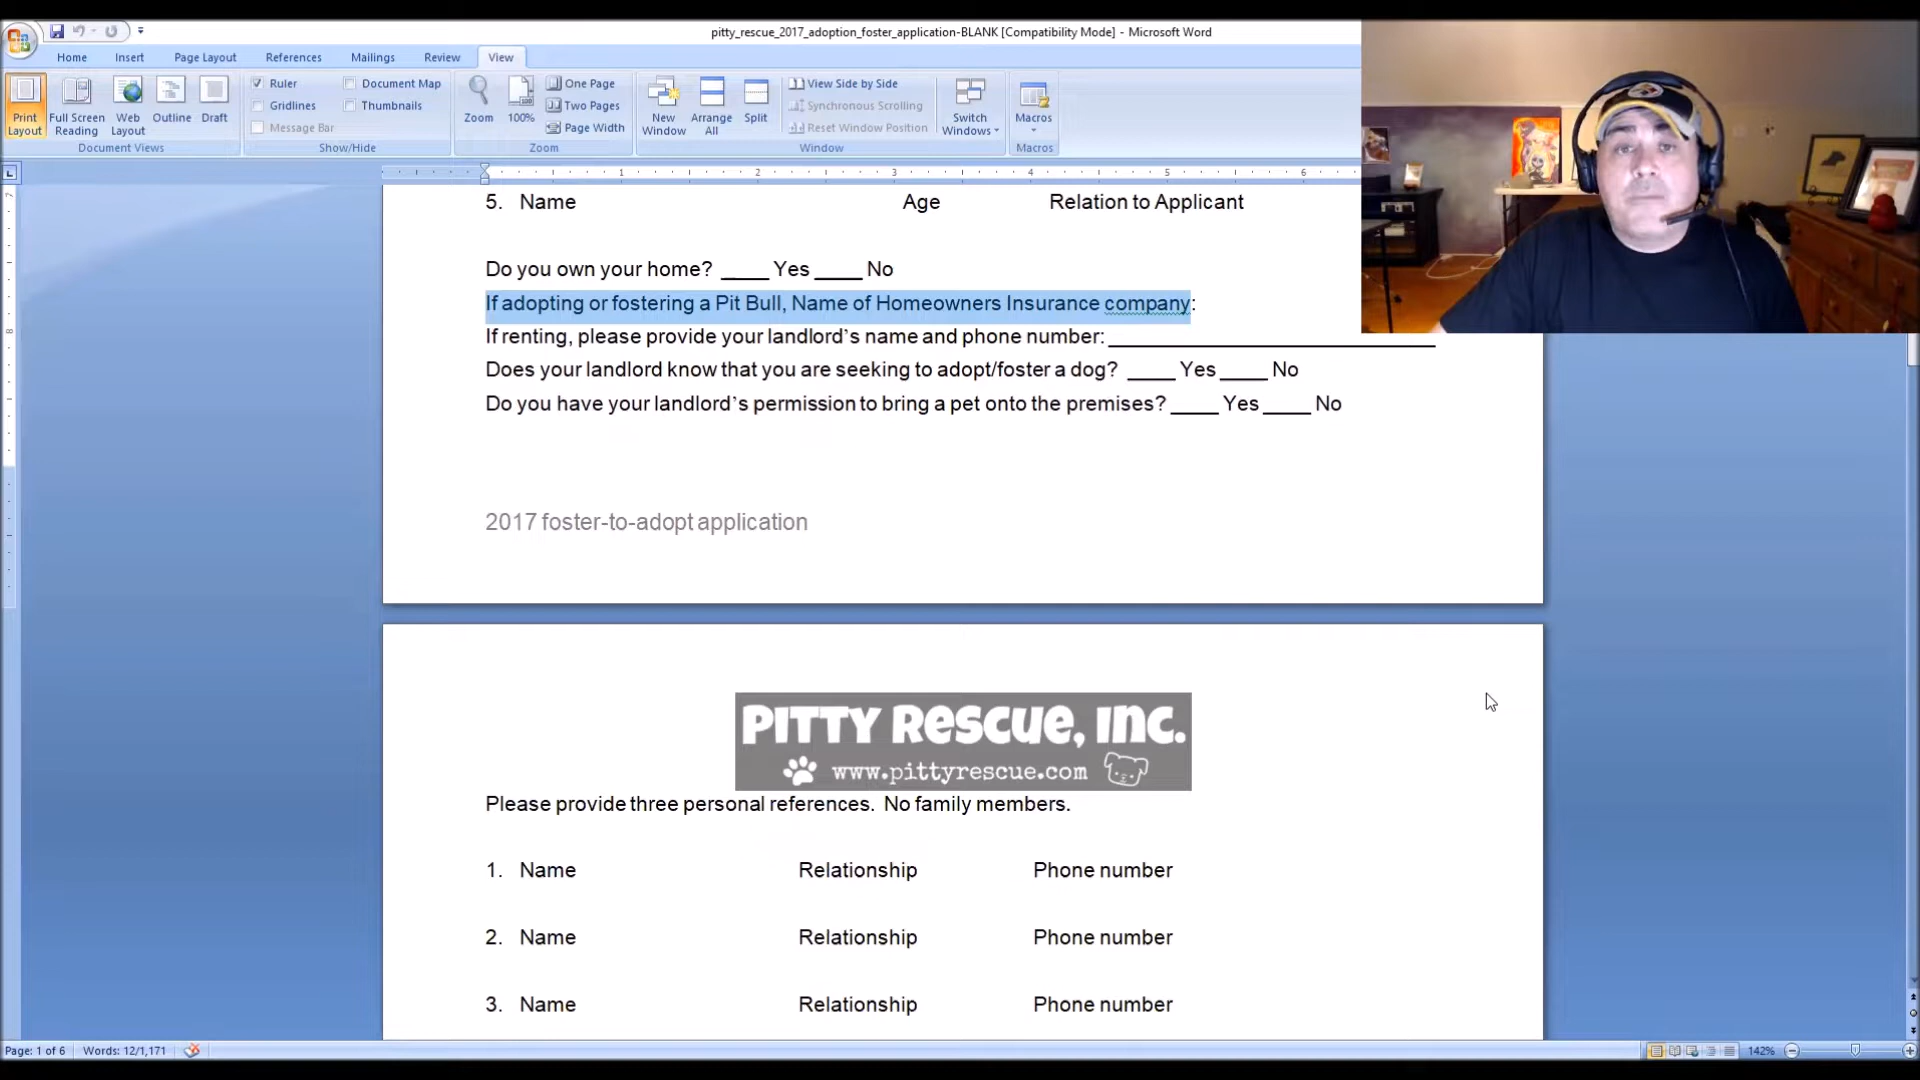 pitty_rescue_2017_adoption_foster_application-BLANK [Compatibility Mode] - Microsoft Word
Home Insert Page Layout References Mailings Review View
Print Layout
Full Screen Reading
Web Layout
Outline
Draft
Document Views
Ruler
Gridlines
Message Bar
Document Map
Thumbnails
Show/Hide
Zoom
100%
One Page
Two Pages
Page Width
Zoom
New Window
Arrange All
Split
View Side by Side
Synchronous Scrolling
Reset Window Position
Window
Switch Windows
Macros
Macros
1 2 3 4 5 6
5. Name Age Relation to Applicant
Do you own your home? ____ Yes ____ No
If adopting or fostering a Pit Bull, Name of Homeowners Insurance company:
If renting, please provide your landlord's name and phone number: ___________________________
Does your landlord know that you are seeking to adopt/foster a dog? ____ Yes ____ No
Do you have your landlord's permission to bring a pet onto the premises? ____ Yes ____ No
2017 foster-to-adopt application
PITTY RESCUE, INC.
www.pittyrescue.com
Please provide three personal references. No family members.
1. Name Relationship Phone number
2. Name Relationship Phone number
3. Name Relationship Phone number
Page: 1 of 6 Words: 12/1,171 142%